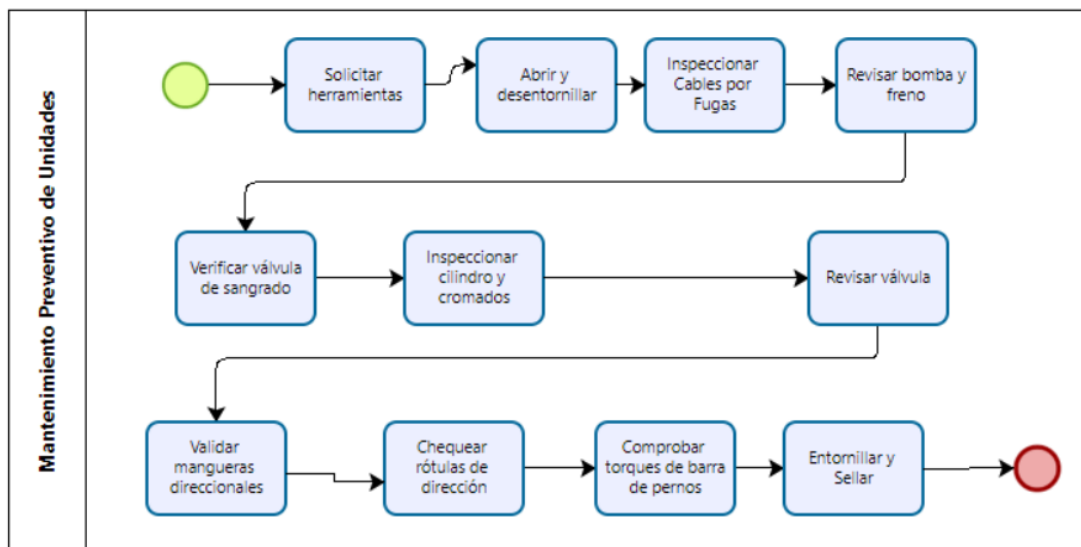 Mantenimiento Preventivo de Unidades
Solicitar
herramientas
Abrir y
desentornillar
Inspeccionar
Cables por
Fugas
Revisar bomba y
freno
Verificar válvula
de sangrado
Inspeccionar
cilindro y
cromados
Revisar válvula
Validar
mangueras
direccionales
Chequear
rótulas de
dirección
Comprobar
torques de barra
de pernos
Entornillar y
Sellar